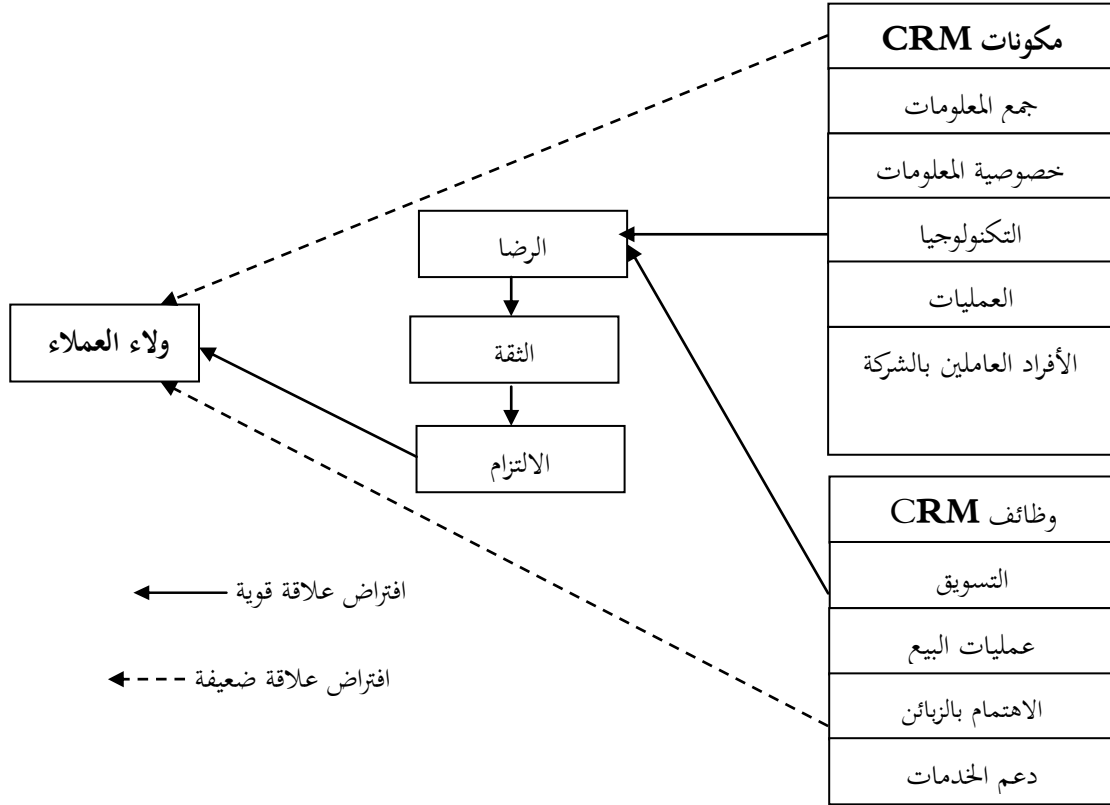 مكونات CRM
جمع المعلومات
خصوصية المعلومات
التكنولوجيا
العمليات
الأفراد العاملين بالشركة
وظائف CRM
التسويق
عمليات البيع
الاهتمام بالزبائن
دعم الخدمات
الرضا
الثقة
الالتزام
ولاء العملاء
افتراض علاقة قوية
افتراض علاقة ضعيفة